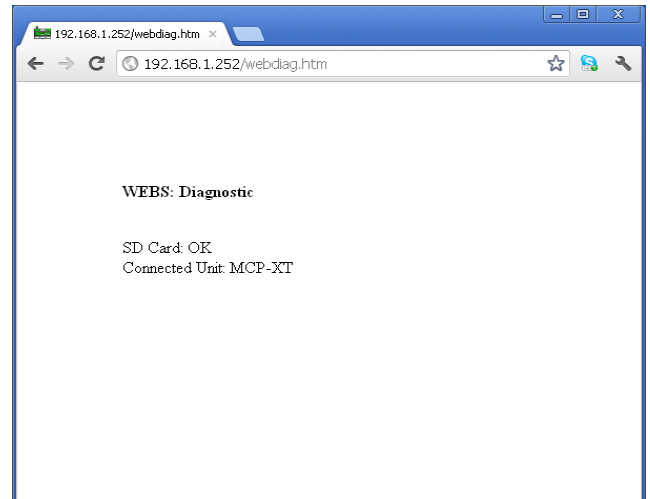 192.168.1.252/webdiag.htm
192.168.1.252/webdiag.htm
WEBS: Diagnostic
SD Card: OK
Connected Unit: MCP-XT